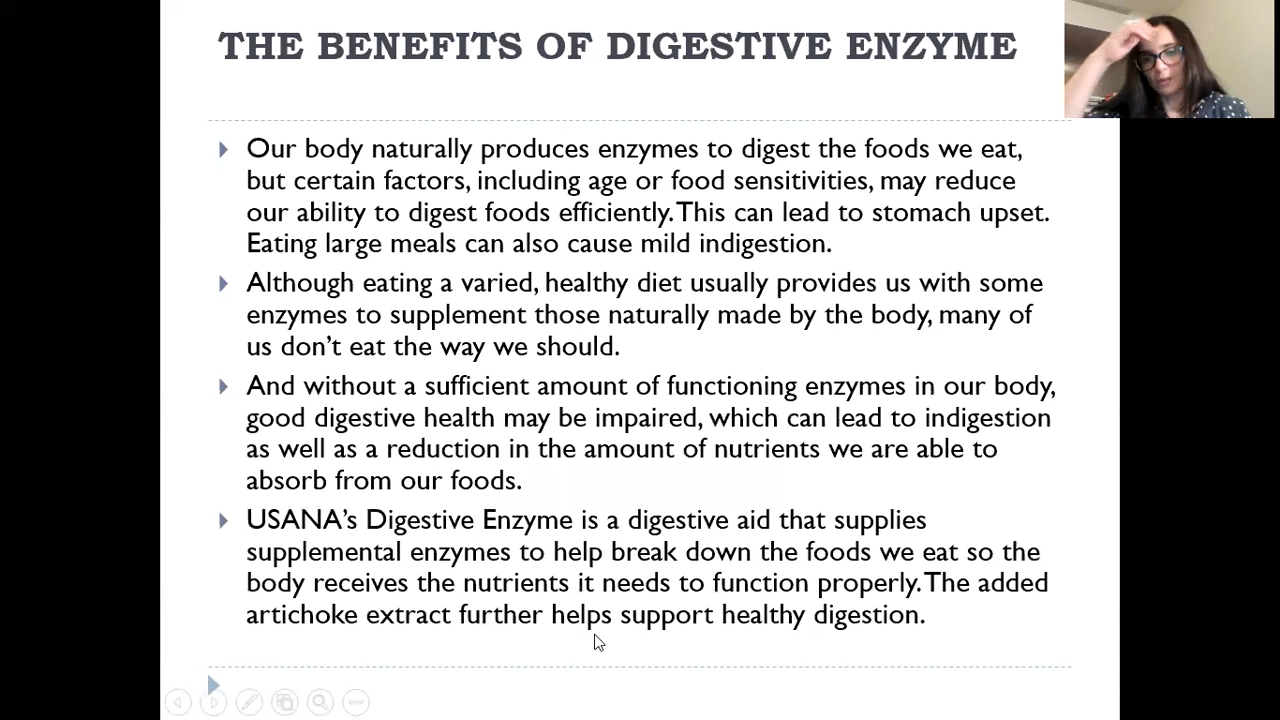 THE BENEFITS OF DIGESTIVE ENZYME
Our body naturally produces enzymes to digest the foods we eat,
but certain factors, including age or food sensitivities, may reduce
our ability to digest foods efficiently. This can lead to stomach upset.
Eating large meals can also cause mild indigestion.
Although eating a varied, healthy diet usually provides us with some
enzymes to supplement those naturally made by the body, many of
us don't eat the way we should.
And without a sufficient amount of functioning enzymes in our body,
good digestive health may be impaired, which can lead to indigestion
as well as a reduction in the amount of nutrients we are able to
absorb from our foods.
USANA's Digestive Enzyme is a digestive aid that supplies
supplemental enzymes to help break down the foods we eat so the
body receives the nutrients it needs to function properly. The added
artichoke extract further helps support healthy digestion.